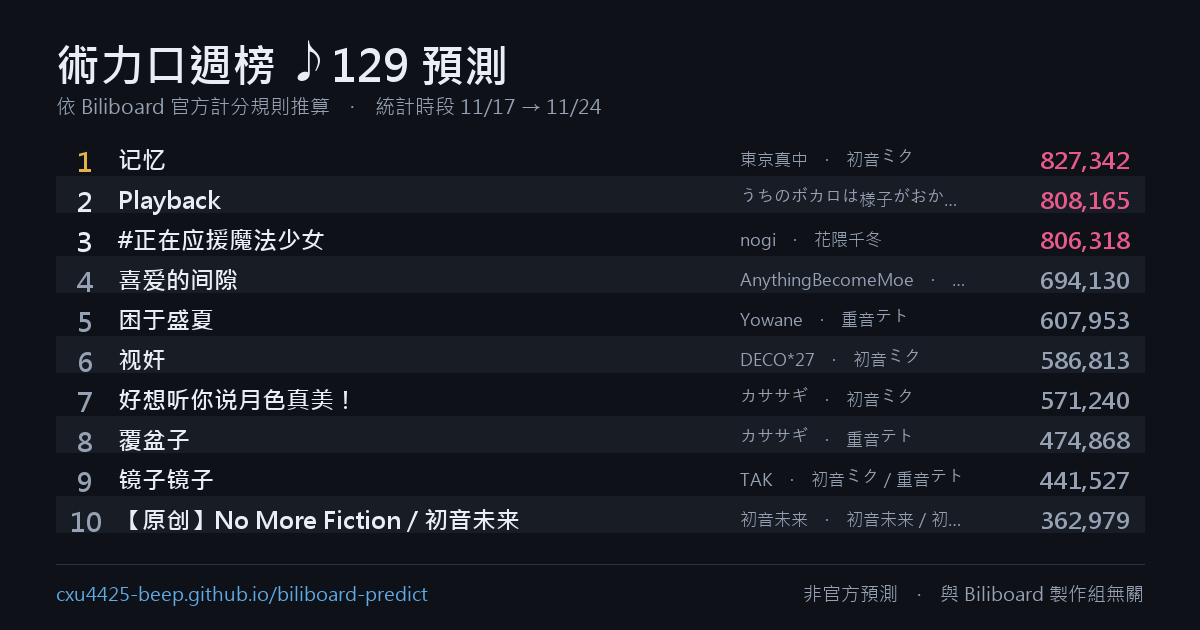 術力口週榜 ♪129 預測
依 Biliboard 官方計分規則推算 · 統計時段 11/17 → 11/24
1 记忆 東京真中 · 初音ミク 827,342
2 Playback うちのボカロは様子がおか… 808,165
3 #正在应援魔法少女 nogi · 花隈千冬 806,318
4 喜爱的间隙 AnythingBecomeMoe · … 694,130
5 困于盛夏 Yowane · 重音テト 607,953
6 视奸 DECO*27 · 初音ミク 586,813
7 好想听你说月色真美！ カササギ · 初音ミク 571,240
8 覆盆子 カササギ · 重音テト 474,868
9 镜子镜子 TAK · 初音ミク / 重音テト 441,527
10 【原创】No More Fiction / 初音未来 初音未来 · 初音未来 / 初… 362,979
cxu4425-beep.github.io/biliboard-predict 非官方預測 · 與 Biliboard 製作組無關